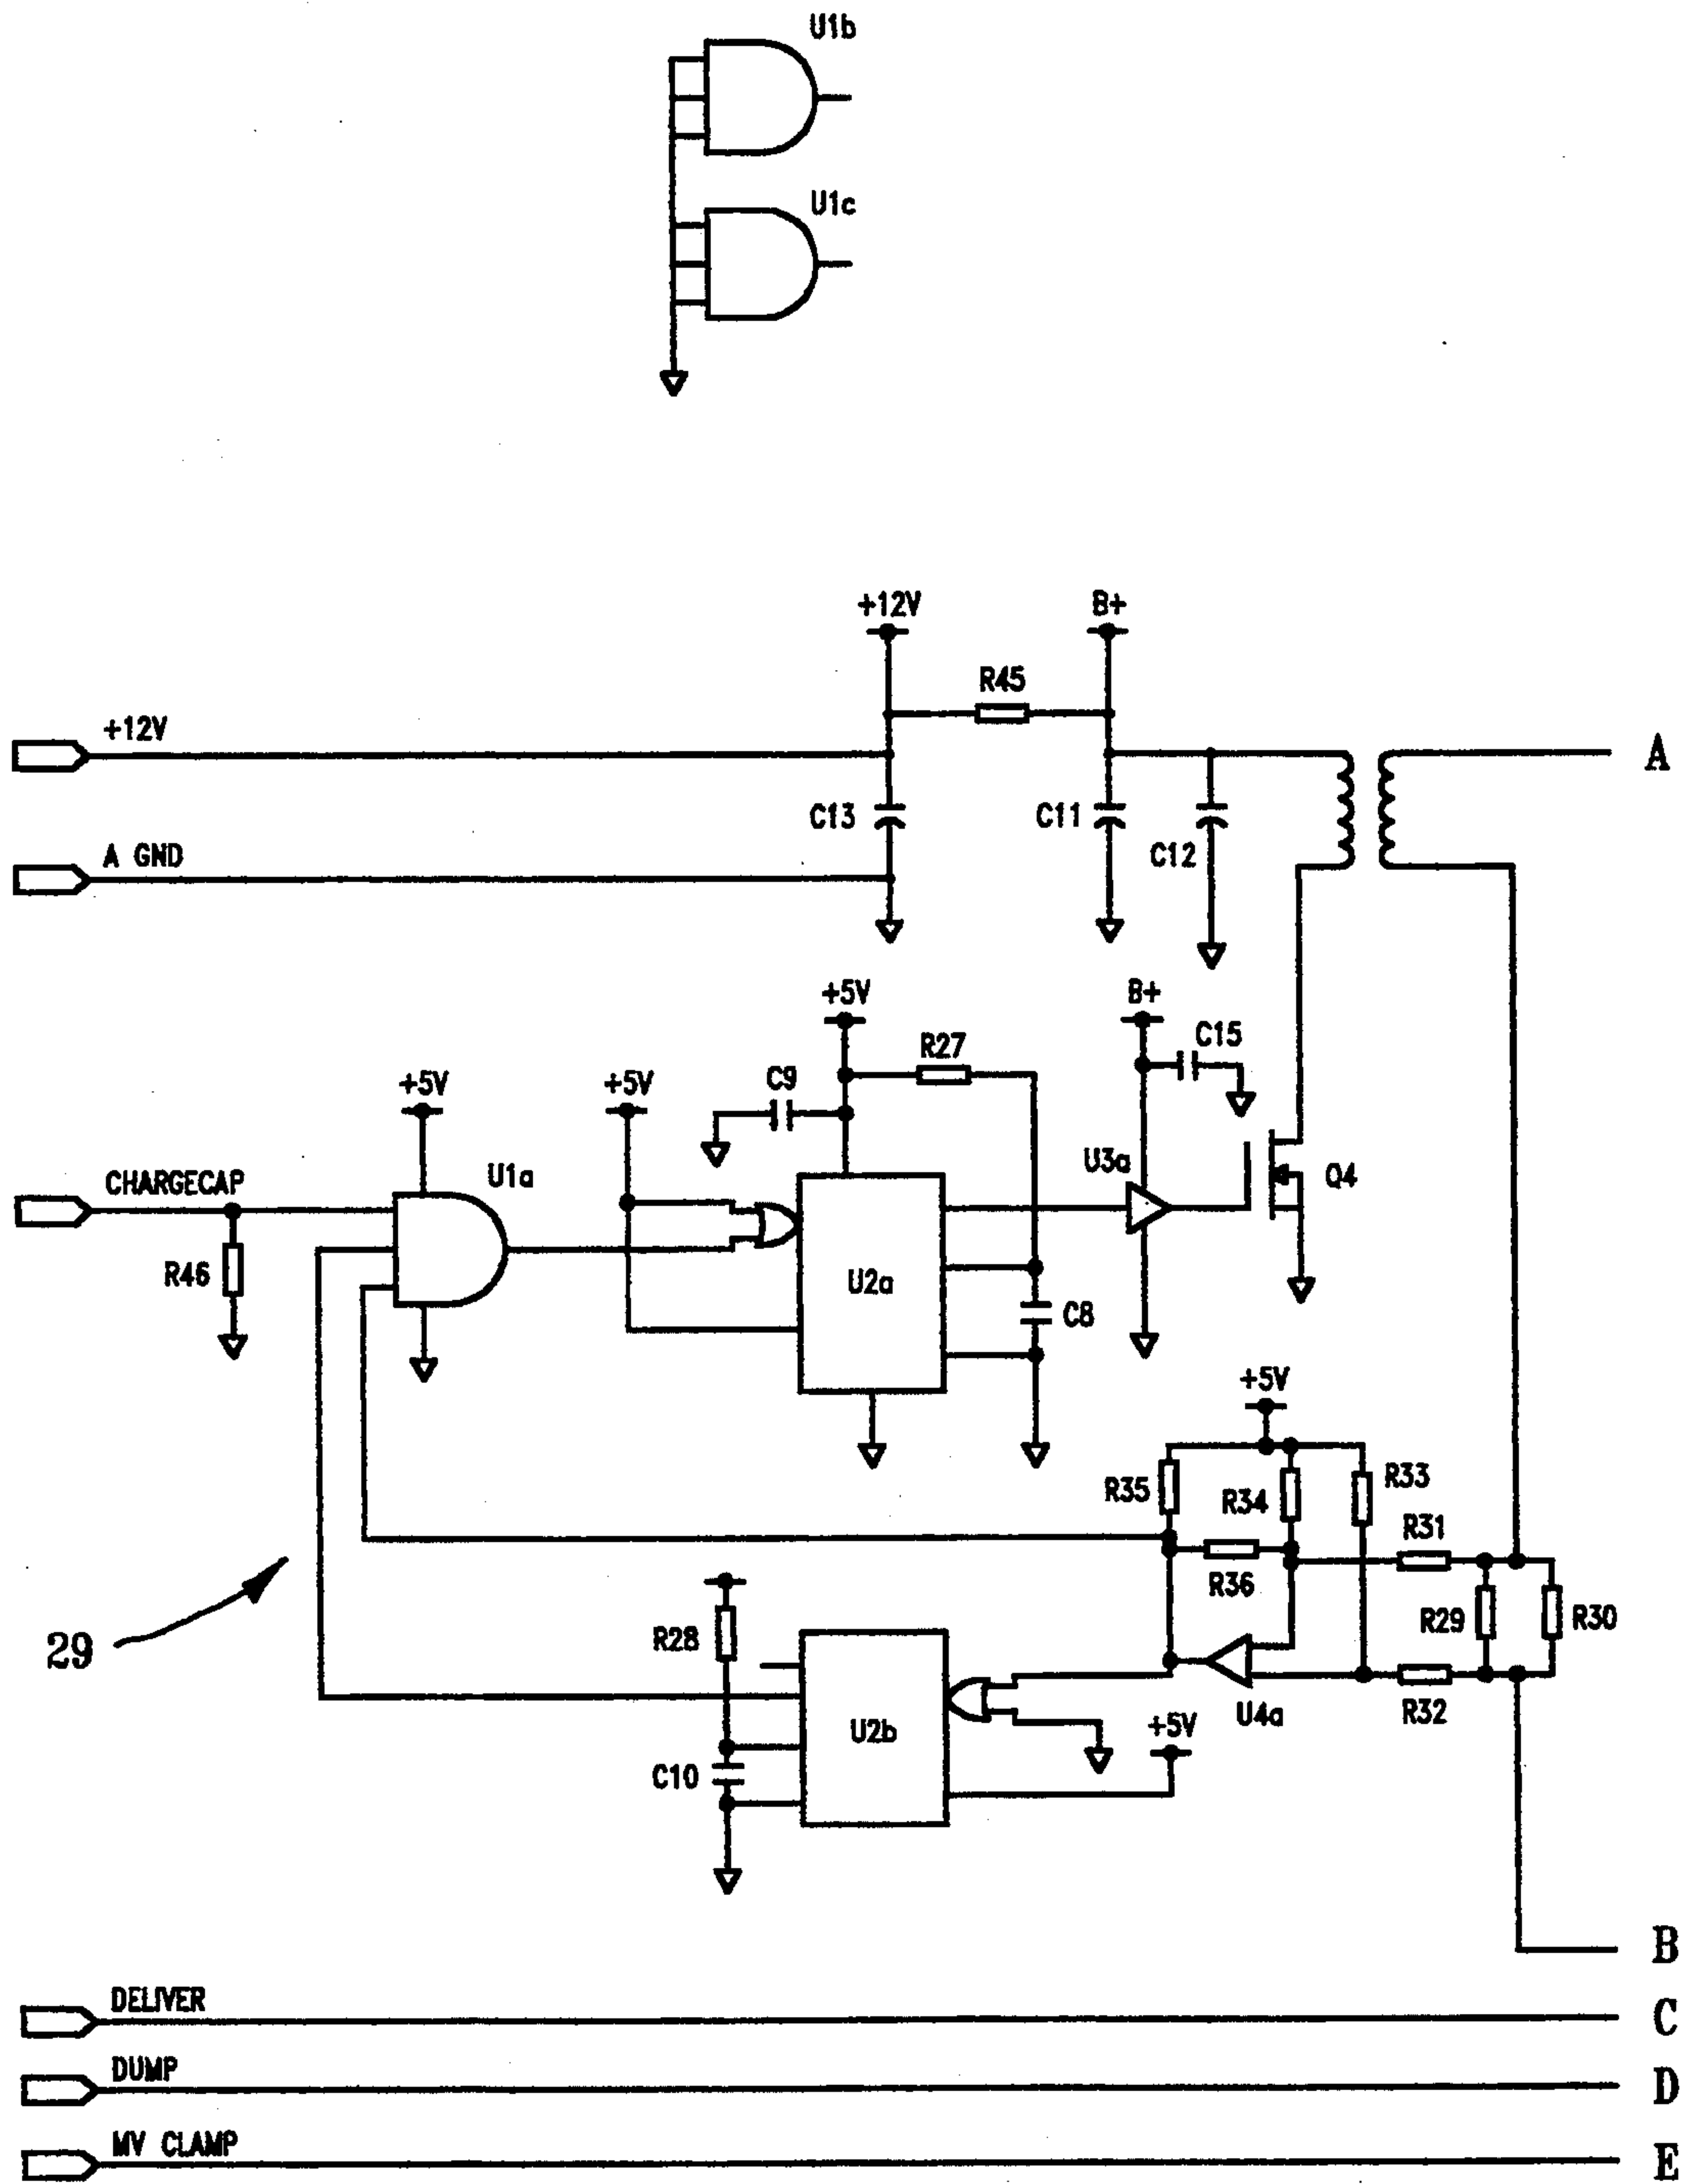 U1b
U1c
+12V
B+
R45
+12V
A
C13
C11
C12
A GND
+5V
B+
C15
R27
+5V
+5V
C9
CHARGECAP
U1a
U3a
Q4
R46
U2a
C8
+5V
R35
R34
R33
R31
R36
R29
R30
29
R28
U4a
R32
U2b
+5V
C10
B
DELIVER
C
DUMP
D
MV CLAMP
E